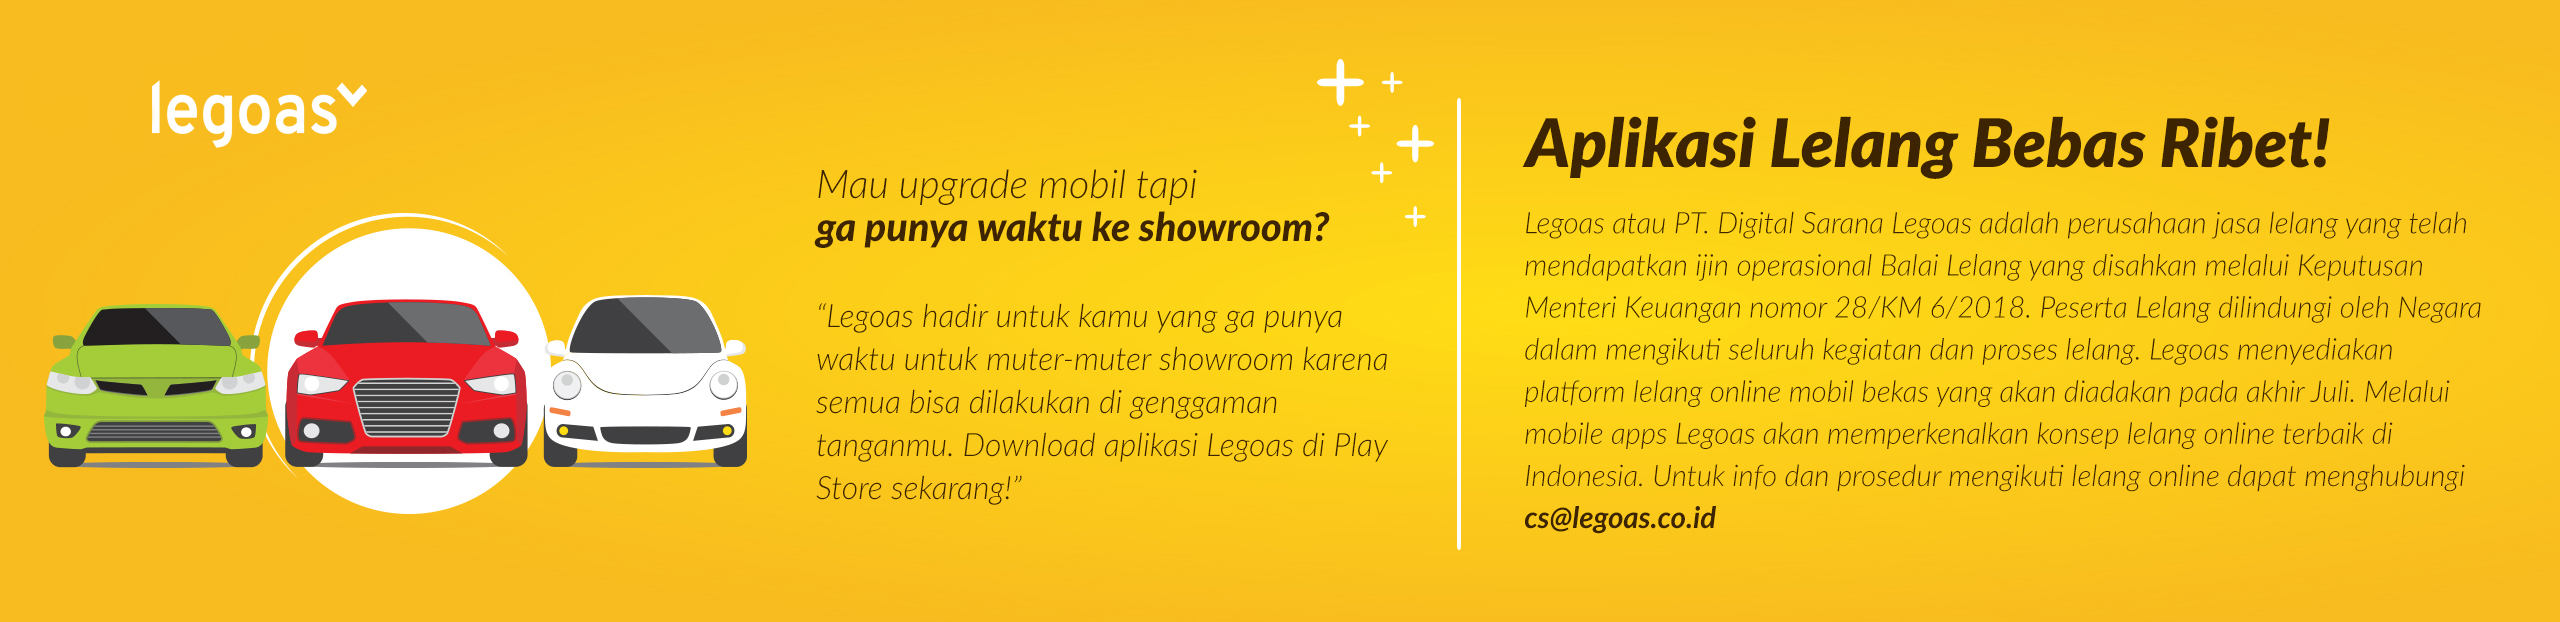 legoas
Mau upgrade mobil tapi
ga punya waktu ke showroom?
“Legoas hadir untuk kamu yang ga punya
waktu untuk muter-muter showroom karena
semua bisa dilakukan di genggaman
tanganmu. Download aplikasi Legoas di Play
Store sekarang!”
Aplikasi Lelang Bebas Ribet!
Legoas atau PT. Digital Sarana Legoas adalah perusahaan jasa lelang yang telah
mendapatkan ijin operasional Balai Lelang yang disahkan melalui Keputusan
Menteri Keuangan nomor 28/KM 6/2018. Peserta Lelang dilindungi oleh Negara
dalam mengikuti seluruh kegiatan dan proses lelang. Legoas menyediakan
platform lelang online mobil bekas yang akan diadakan pada akhir Juli. Melalui
mobile apps Legoas akan memperkenalkan konsep lelang online terbaik di
Indonesia. Untuk info dan prosedur mengikuti lelang online dapat menghubungi
cs@legoas.co.id